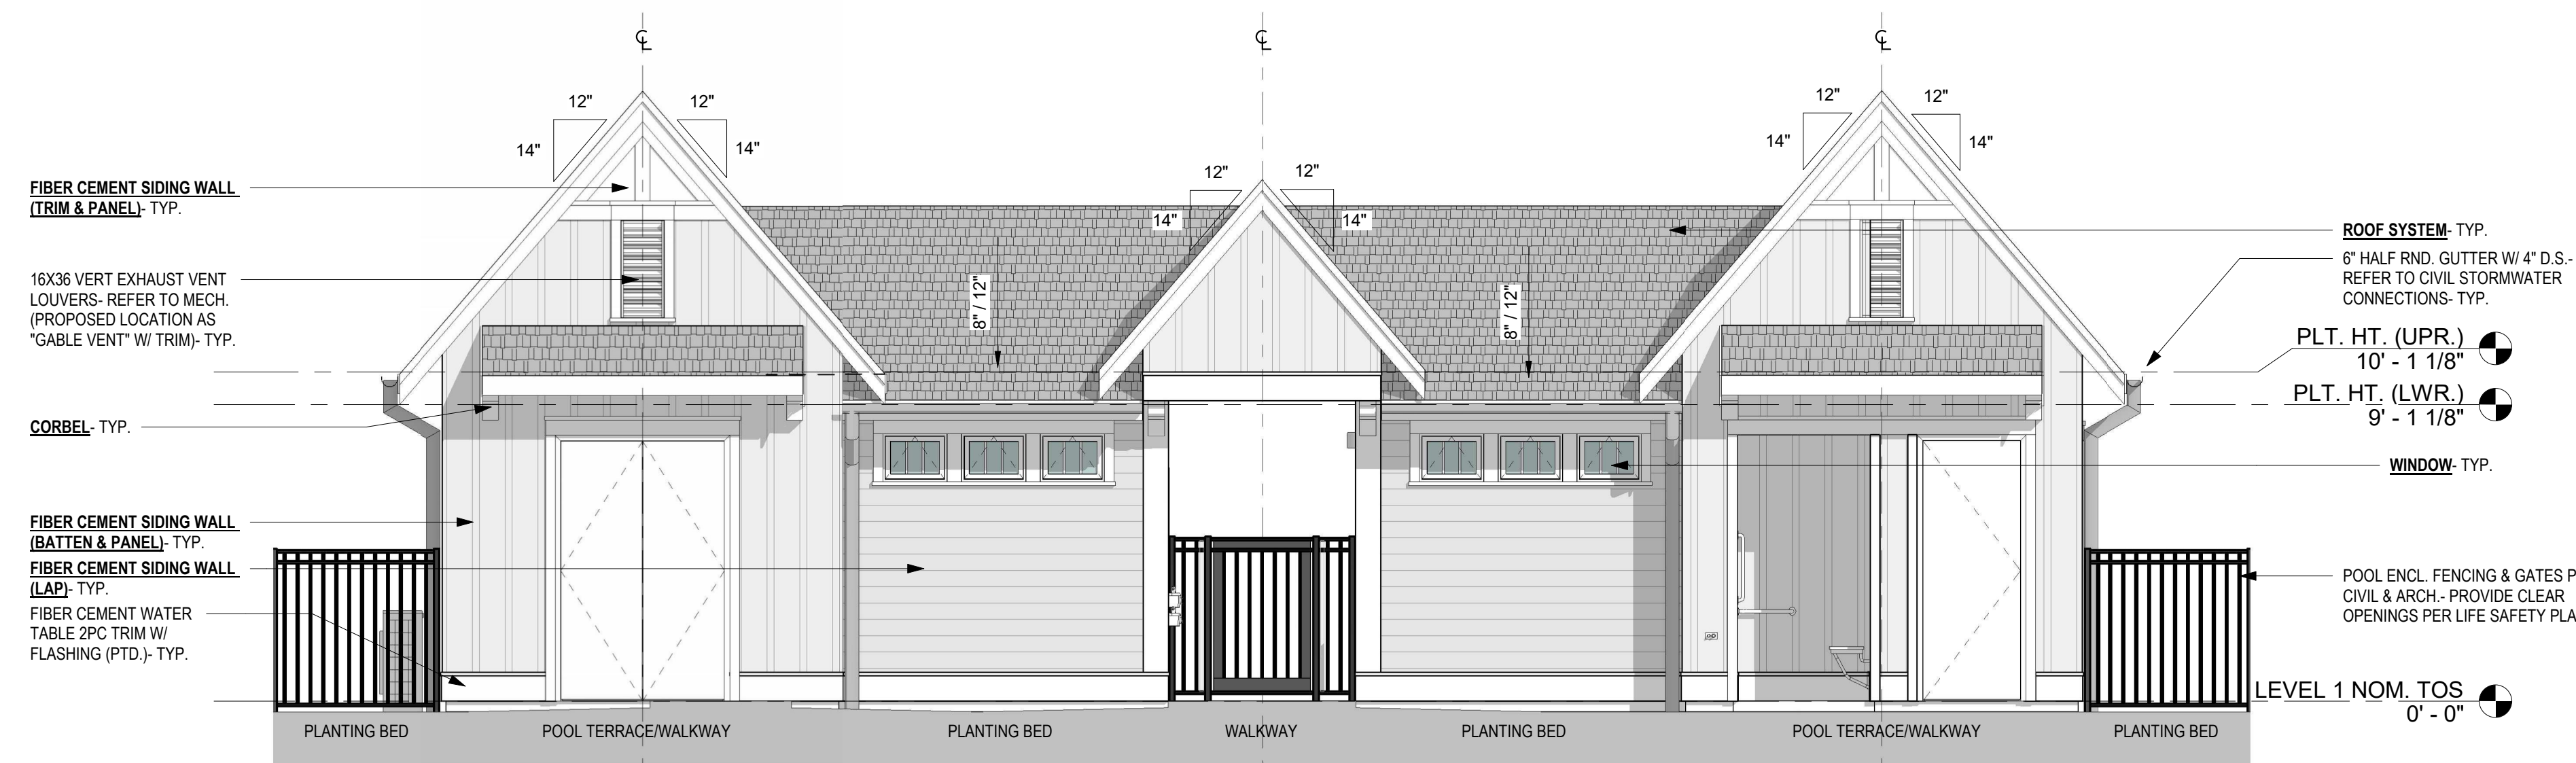 ℄
℄
℄
12"
12"
14"
14"
12"
12"
14"
14"
12"
12"
14"
14"
8" / 12"
8" / 12"
FIBER CEMENT SIDING WALL
(TRIM & PANEL)- TYP.
16X36 VERT EXHAUST VENT
LOUVERS- REFER TO MECH.
(PROPOSED LOCATION AS
"GABLE VENT" W/ TRIM)- TYP.
CORBEL- TYP.
FIBER CEMENT SIDING WALL
(BATTEN & PANEL)- TYP.
FIBER CEMENT SIDING WALL
(LAP)- TYP.
FIBER CEMENT WATER
TABLE 2PC TRIM W/
FLASHING (PTD.)- TYP.
ROOF SYSTEM- TYP.
6" HALF RND. GUTTER W/ 4" D.S.-
REFER TO CIVIL STORMWATER
CONNECTIONS- TYP.
PLT. HT. (UPR.)
10' - 1 1/8"
PLT. HT. (LWR.)
9' - 1 1/8"
WINDOW- TYP.
POOL ENCL. FENCING & GATES P
CIVIL & ARCH.- PROVIDE CLEAR
OPENINGS PER LIFE SAFETY PLA
LEVEL 1 NOM. TOS
0' - 0"
PLANTING BED
POOL TERRACE/WALKWAY
PLANTING BED
WALKWAY
PLANTING BED
POOL TERRACE/WALKWAY
PLANTING BED